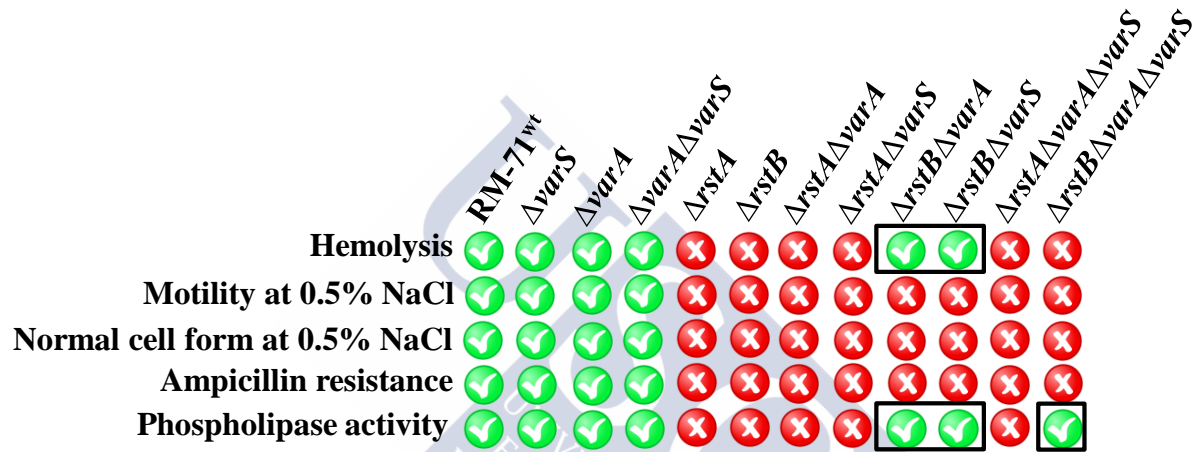 RM-71wt
ΔvarS
ΔvarA
ΔvarAΔvarS
ΔrstA
ΔrstB
ΔrstAΔvarA
ΔrstAΔvarS
ΔrstBΔvarA
ΔrstBΔvarS
ΔrstAΔvarAΔvarS
ΔrstBΔvarAΔvarS
Hemolysis
Motility at 0.5% NaCl
Normal cell form at 0.5% NaCl
Ampicillin resistance
Phospholipase activity